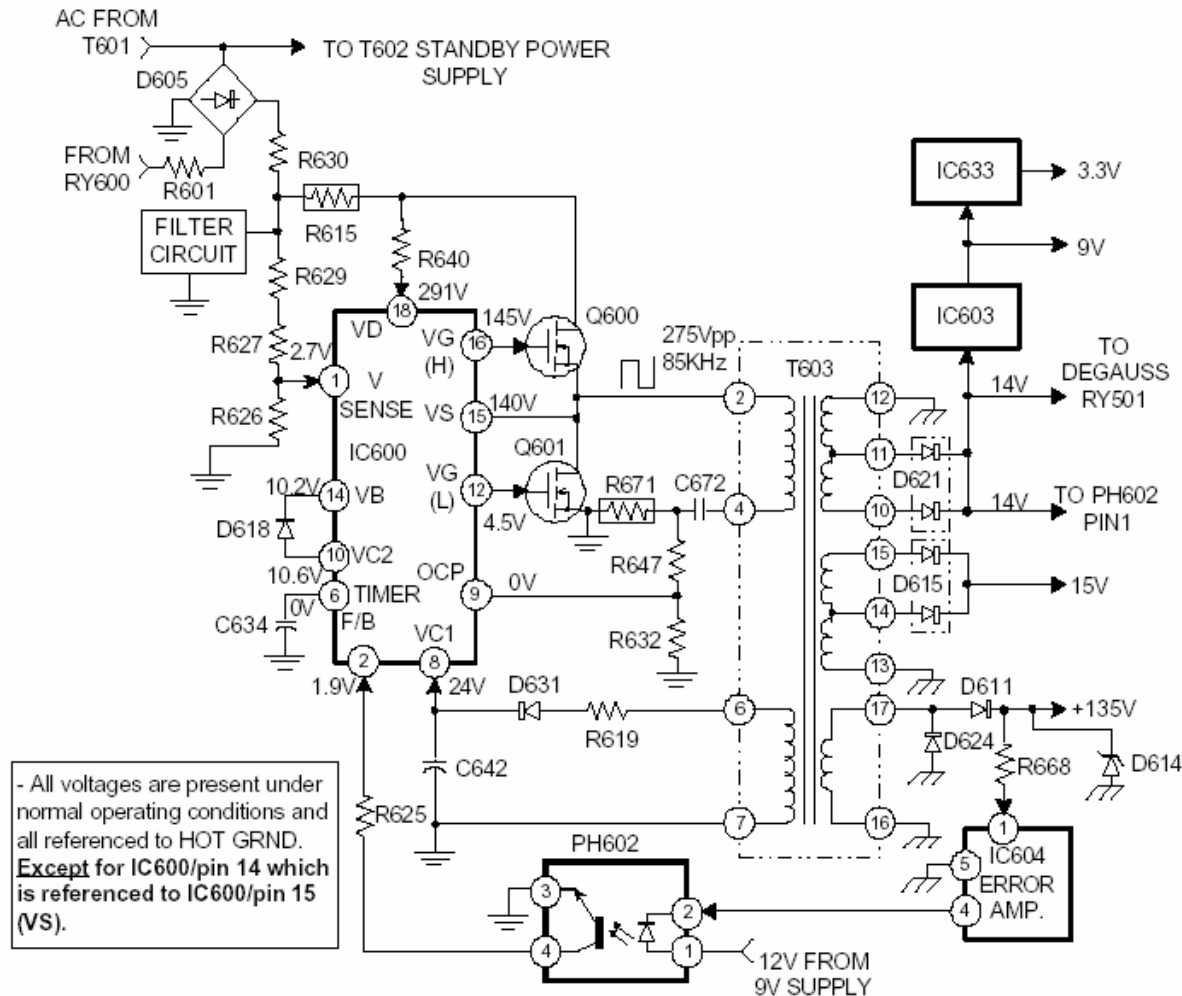 AC FROM
T601
TO T602 STANDBY POWER
SUPPLY
D605
FROM
RY600
R601
R630
R615
FILTER
CIRCUIT
R629
R640
291V
R627
2.7V
R626
18
VD
1
V
SENSE
IC600
VG
(H)
16
145V
Q600
VS
15
140V
VG
(L)
12
4.5V
Q601
R671
C672
275Vpp
85KHz
10.2V
14
VB
D618
10
VC2
10.6V
6
TIMER
0V
C634
F/B
2
1.9V
VC1
8
24V
OCP
9
0V
R647
R632
D631
R619
C642
R625
T603
2
4
6
7
12
11
10
15
14
13
17
16
D621
D615
IC633
3.3V
9V
IC603
14V
TO
DEGAUSS
RY501
14V
TO PH602
PIN1
15V
D611
+135V
D624
R668
D614
1
IC604
5
ERROR
AMP.
4
PH602
3
4
2
1
12V FROM
9V SUPPLY
- All voltages are present under
normal operating conditions and
all referenced to HOT GRND.
Except for IC600/pin 14 which
is referenced to IC600/pin 15
(VS).